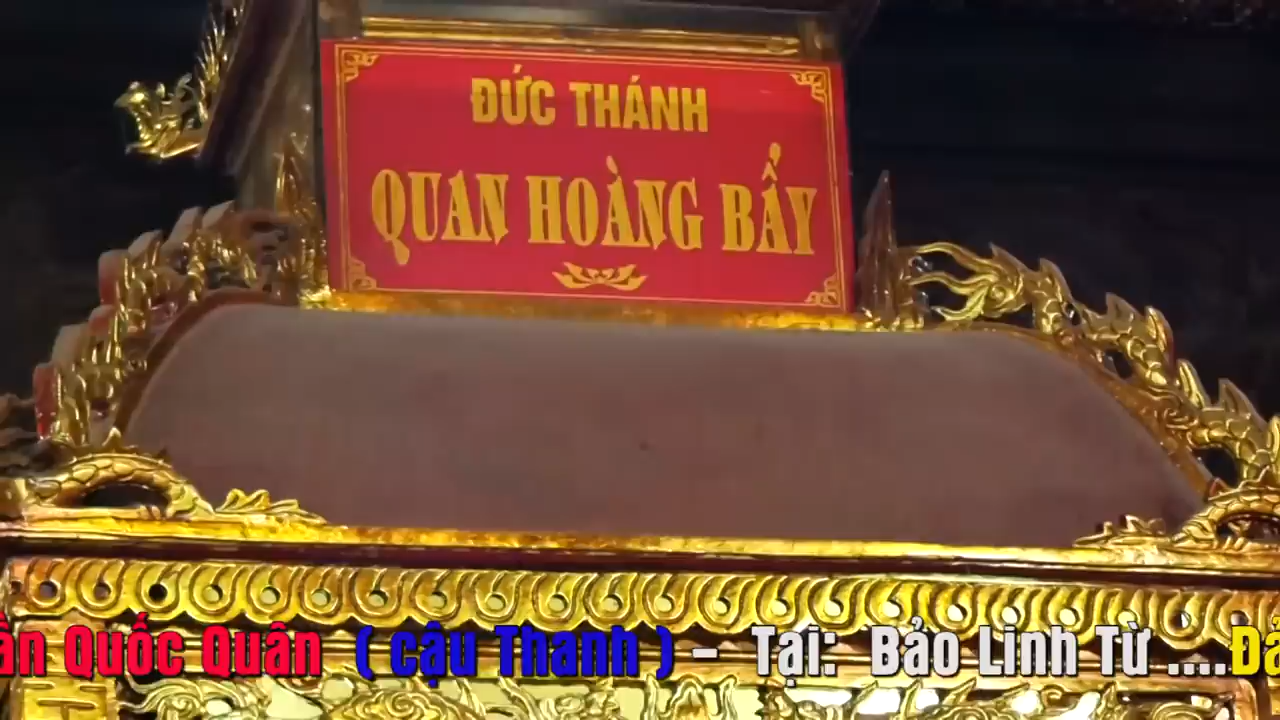 ĐỨC THÁNH
QUAN HOÀNG BẨY
Quốc Quân ( cậu Thanh ) – Tại: Bảo Linh Từ ....